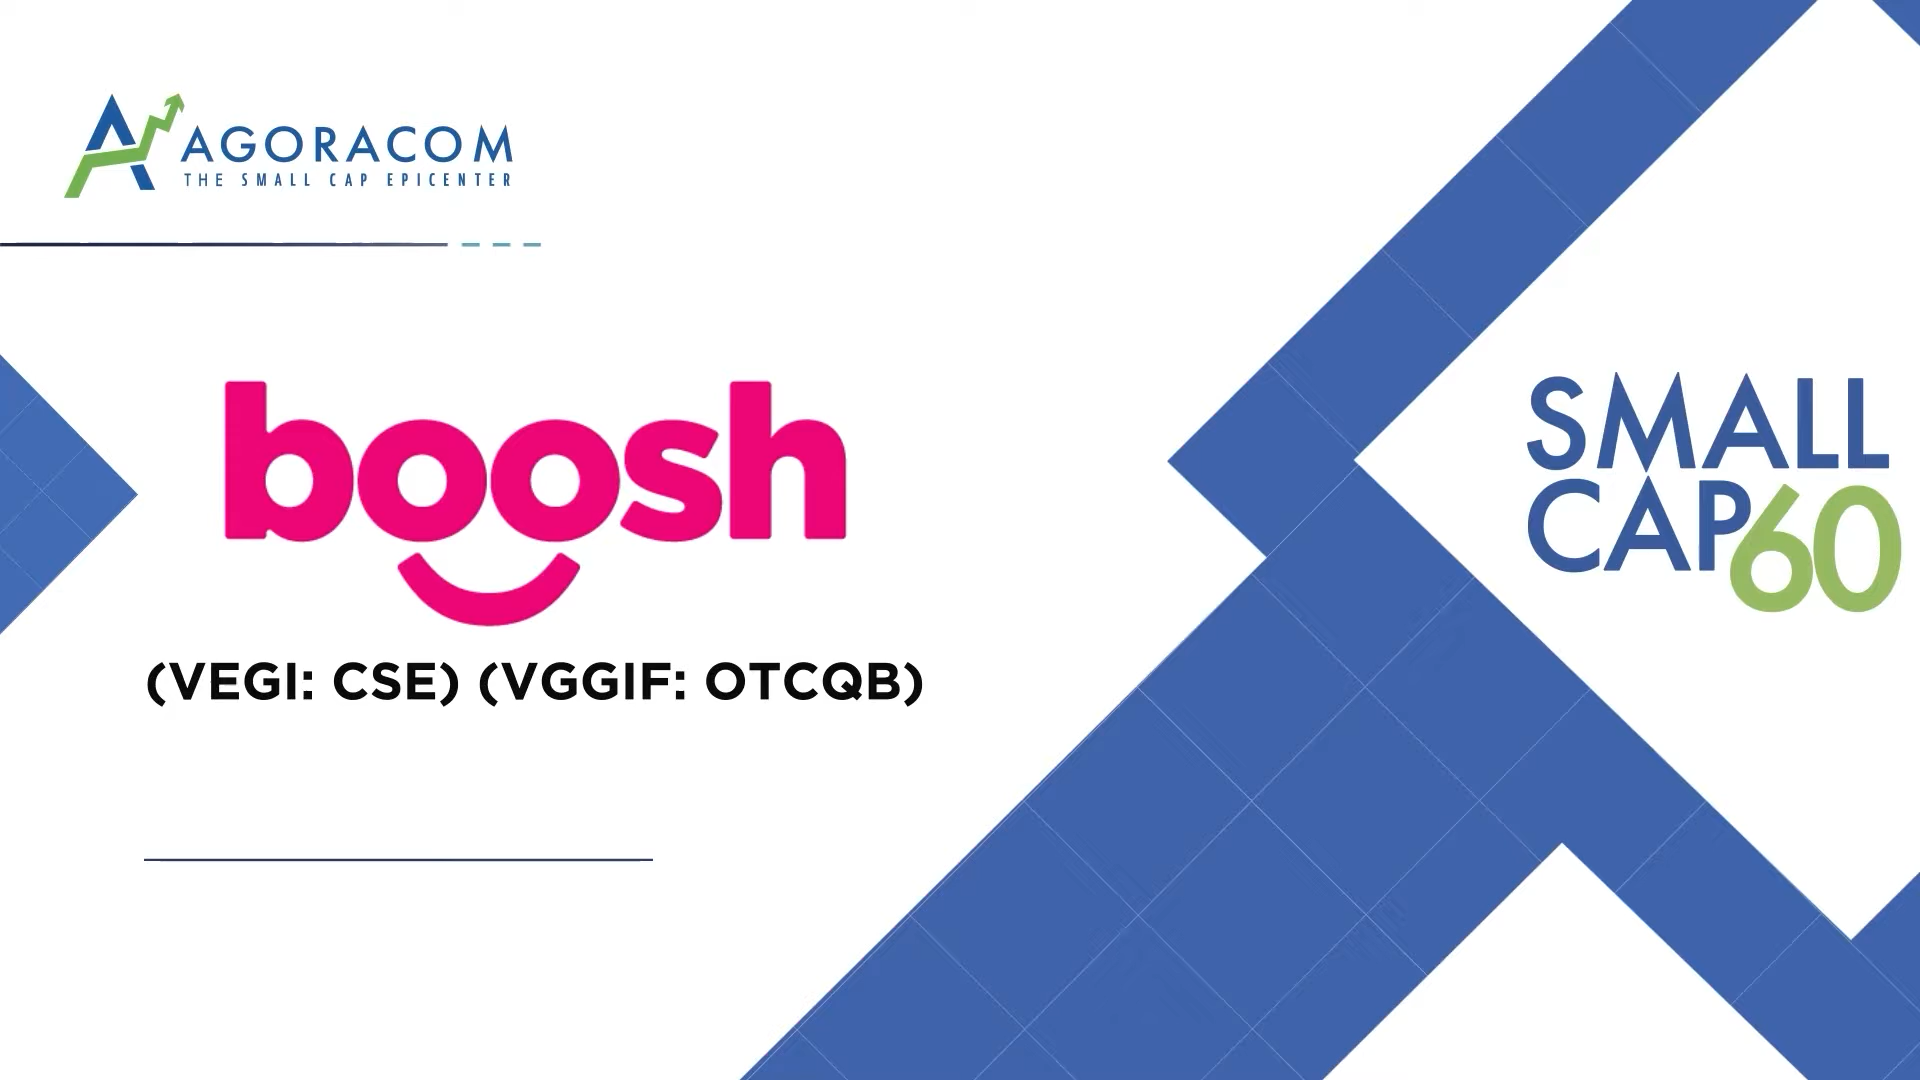 AGORACOM
THE SMALL CAP EPICENTER
boosh
(VEGI: CSE) (VGGIF: OTCQB)
SMALL
CAP60